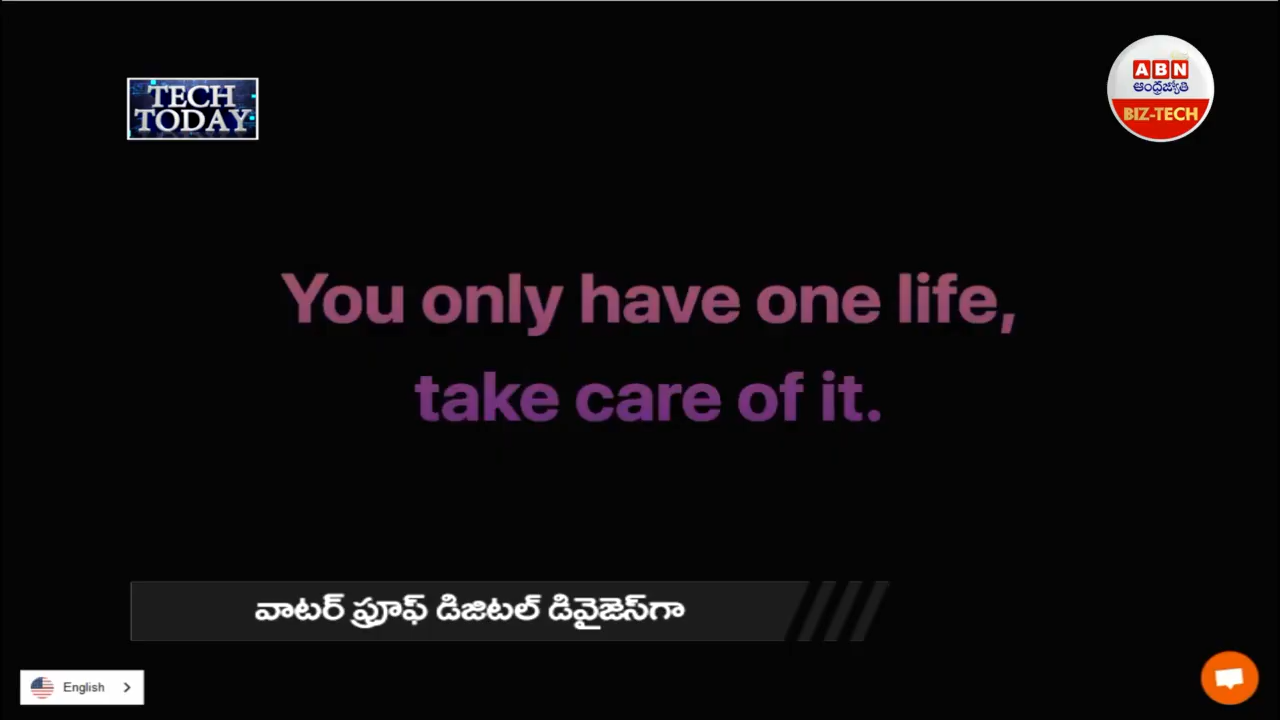 TECH
TODAY
ABN
ఆంధ్రజ్యోతి
BIZ-TECH
You only have one life,
take care of it.
వాటర్ ఫ్రూఫ్ డిజిటల్ డివైజెస్‌గా
English